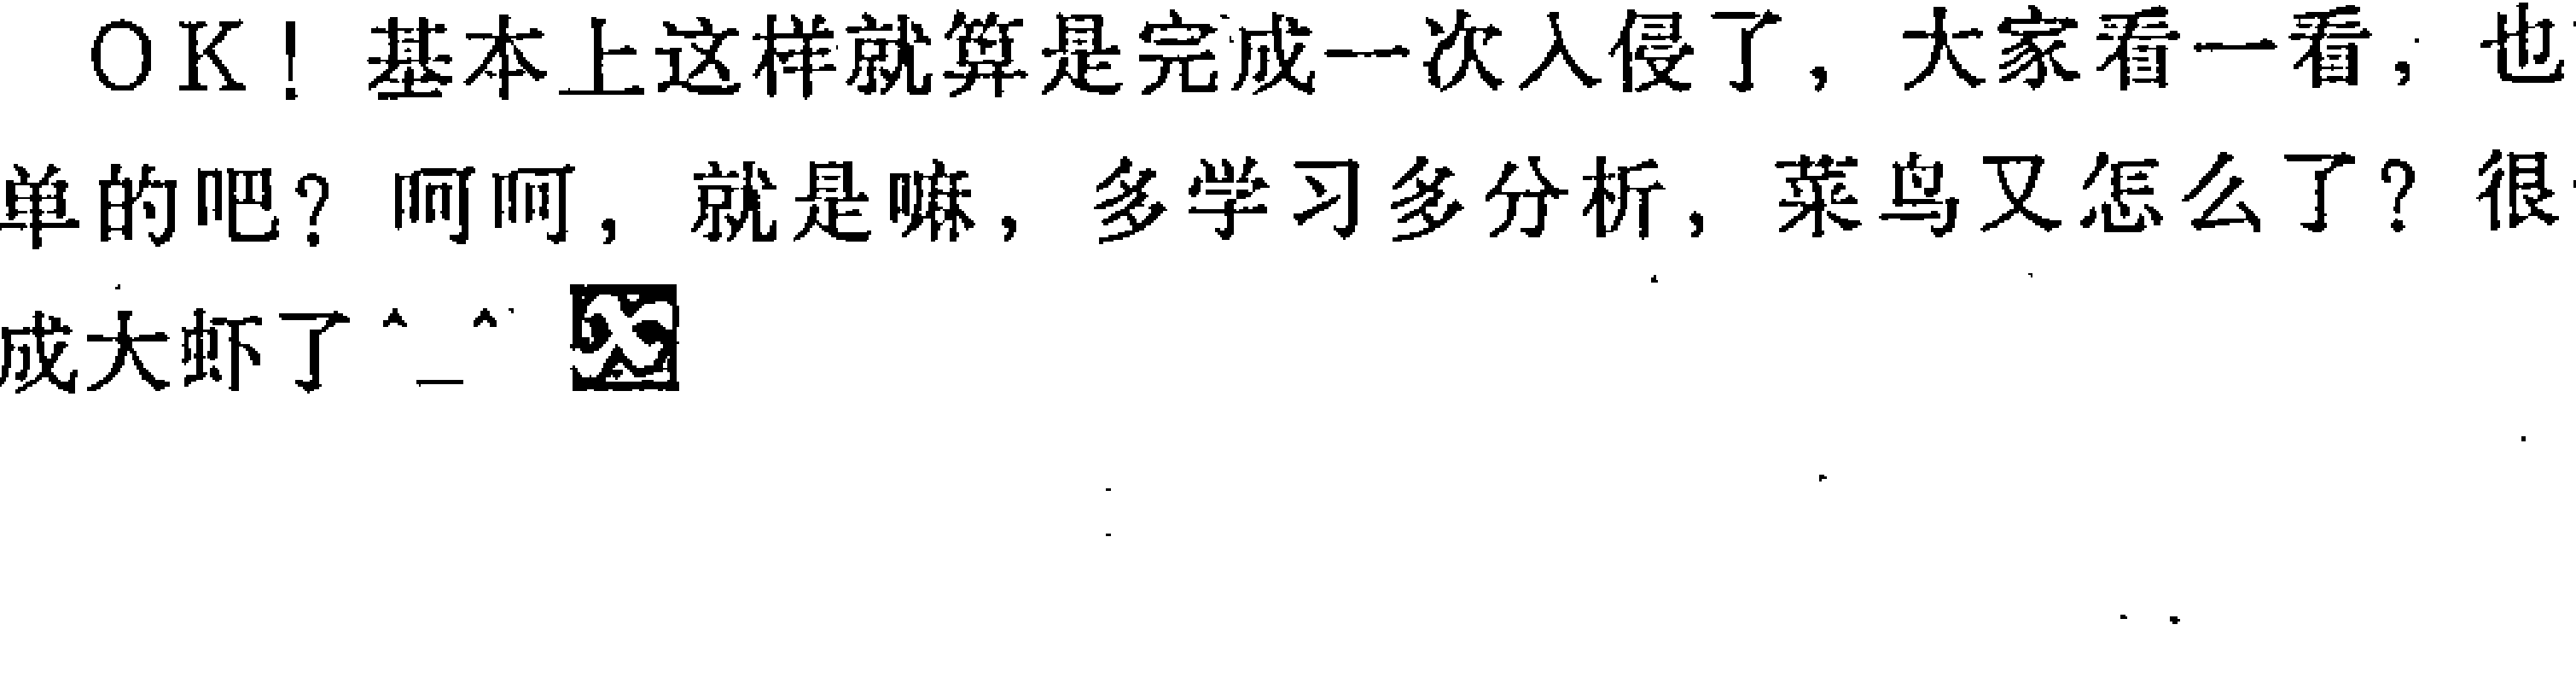 OK！基本上这样就算是完成一次入侵了，大家看一看，也
单的吧？呵呵，就是嘛，多学习多分析，菜鸟又怎么了？很
成大虾了^_^